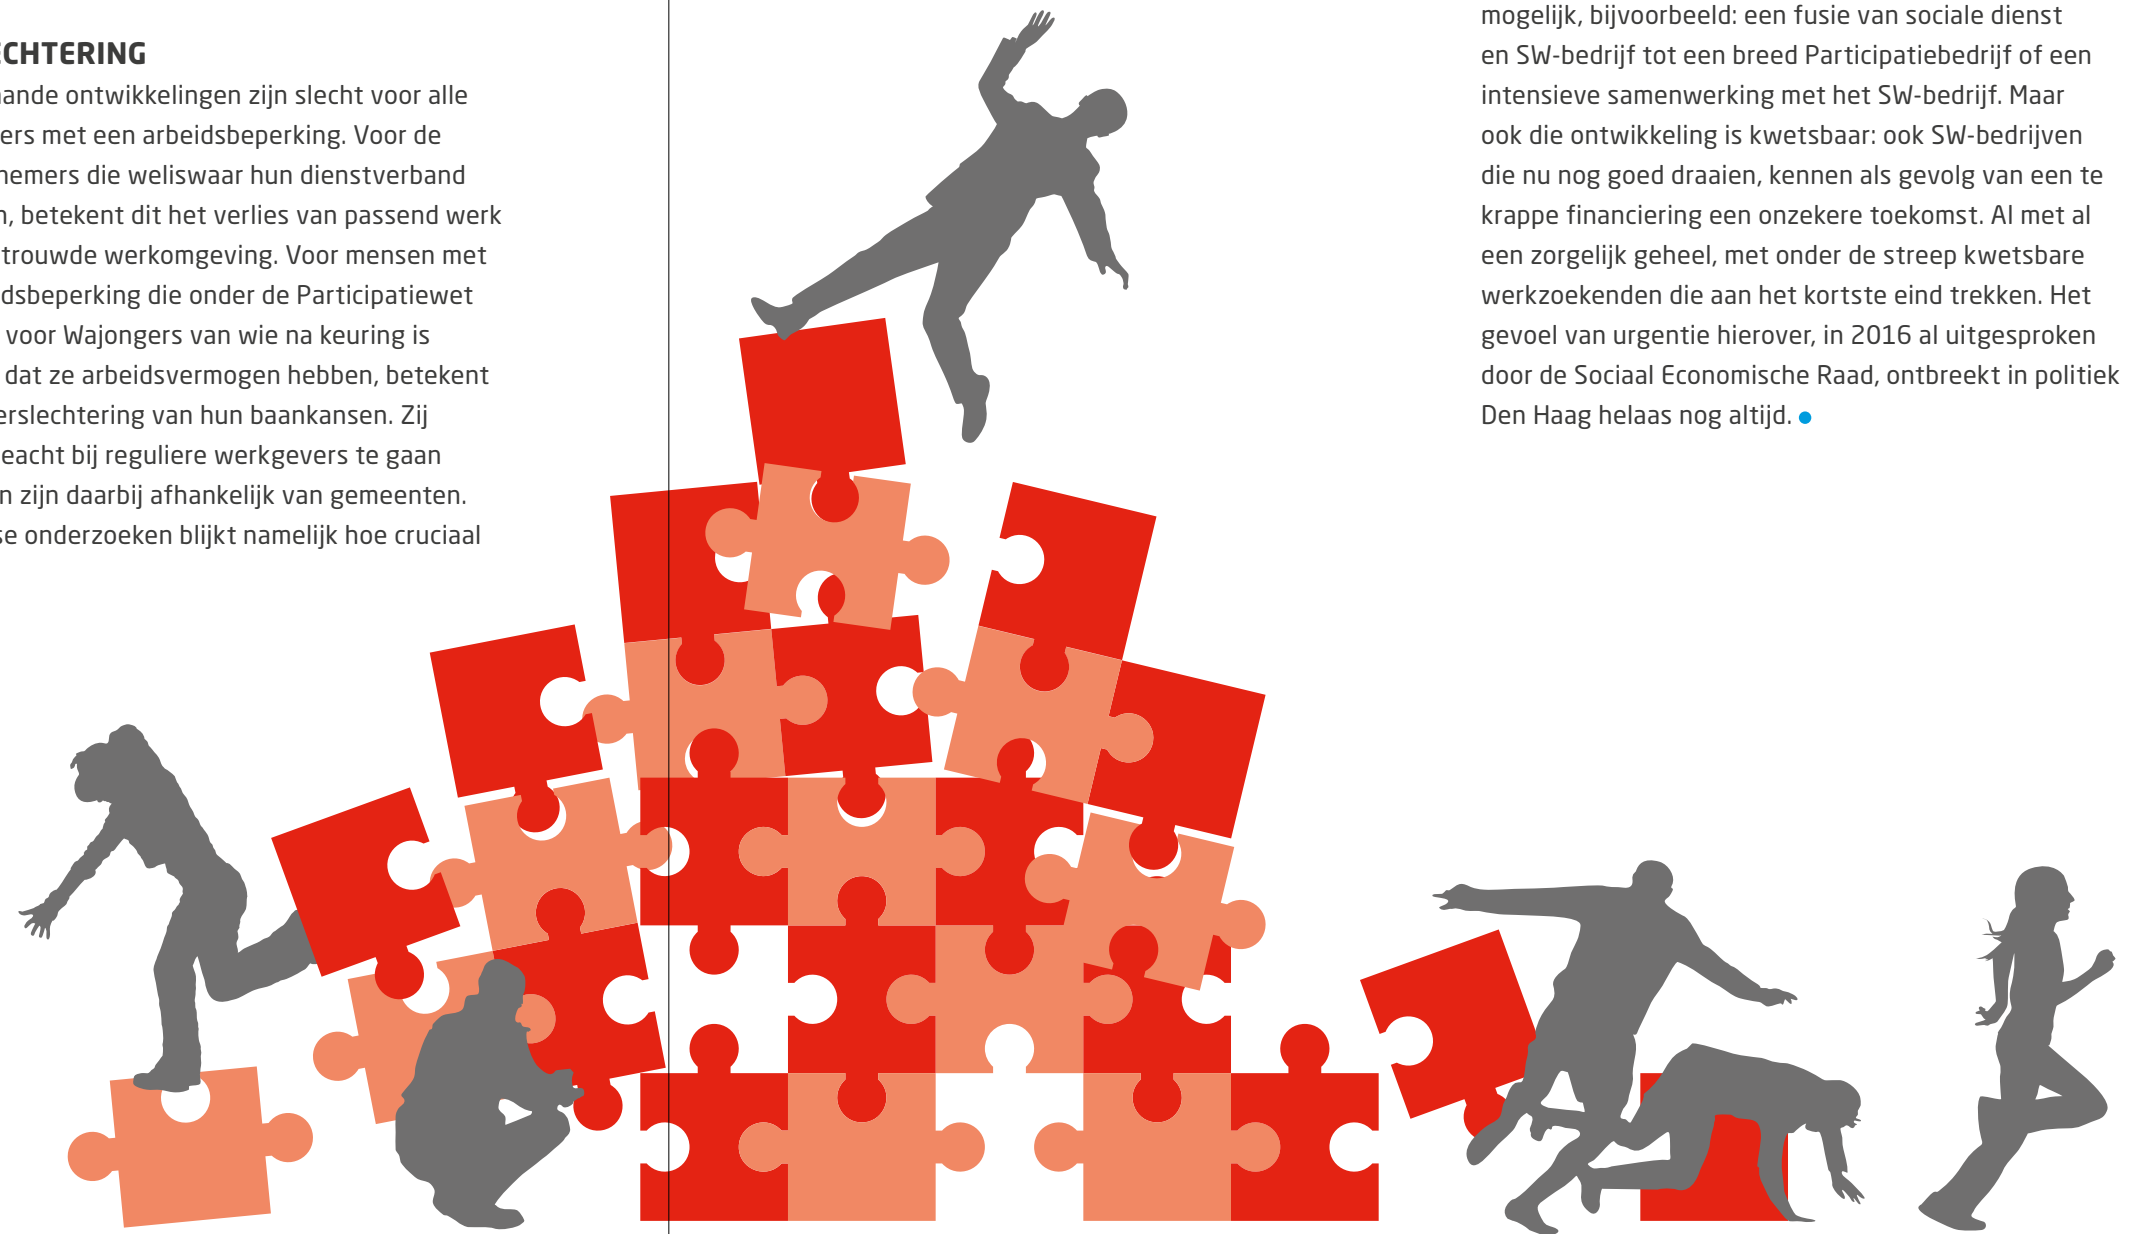 ECHTERING
ande ontwikkelingen zijn slecht voor alle
ers met een arbeidsbeperking. Voor de
nemers die weliswaar hun dienstverband
n, betekent dit het verlies van passend werk
trouwde werkomgeving. Voor mensen met
dsbeperking die onder de Participatiewet
voor Wajongers van wie na keuring is
dat ze arbeidsvermogen hebben, betekent
erslechtering van hun baankansen. Zij
eacht bij reguliere werkgevers te gaan
n zijn daarbij afhankelijk van gemeenten.
se onderzoeken blijkt namelijk hoe cruciaal
mogelijk, bijvoorbeeld: een fusie van sociale dienst
en SW-bedrijf tot een breed Participatiebedrijf of een
intensieve samenwerking met het SW-bedrijf. Maar
ook die ontwikkeling is kwetsbaar: ook SW-bedrijven
die nu nog goed draaien, kennen als gevolg van een te
krappe financiering een onzekere toekomst. Al met al
een zorgelijk geheel, met onder de streep kwetsbare
werkzoekenden die aan het kortste eind trekken. Het
gevoel van urgentie hierover, in 2016 al uitgesproken
door de Sociaal Economische Raad, ontbreekt in politiek
Den Haag helaas nog altijd.